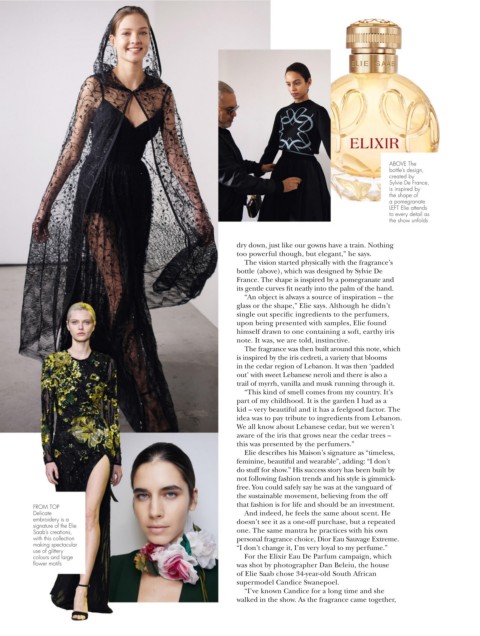 ELIE SAAB
ELIXIR
ABOVE The
bottle's design,
created by
Sylvie De France,
is inspired by
the shape of
a pomegranate
LEFT Elie attends
to every detail as
the show unfolds
dry down, just like our gowns have a train. Nothing
too powerful though, but elegant," he says.
The vision started physically with the fragrance's
bottle (above), which was designed by Sylvie De
France. The shape is inspired by a pomegranate and
its gentle curves fit neatly into the palm of the hand.
"An object is always a source of inspiration – the
glass or the shape," Elie says. Although he didn't
single out specific ingredients to the perfumers,
upon being presented with samples, Elie found
himself drawn to one containing a soft, earthy iris
note. It was, we are told, instinctive.
The fragrance was then built around this note, which
is inspired by the iris cedreti, a variety that blooms
in the cedar region of Lebanon. It was then 'padded
out' with sweet Lebanese neroli and there is also a
trail of myrrh, vanilla and musk running through it.
"This kind of smell comes from my country. It's
part of my childhood. It is the garden I had as a
kid – very beautiful and it has a feelgood factor. The
idea was to pay tribute to ingredients from Lebanon.
We all know about Lebanese cedar, but we weren't
aware of the iris that grows near the cedar trees –
this was presented by the perfumers."
Elie describes his Maison's signature as "timeless,
feminine, beautiful and wearable", adding: "I don't
do stuff for show." His success story has been built by
not following fashion trends and his style is gimmick-
free. You could safely say he was at the vanguard of
the sustainable movement, believing from the off
that fashion is for life and should be an investment.
And indeed, he feels the same about scent. He
doesn't see it as a one-off purchase, but a repeated
one. The same mantra he practices with his own
personal fragrance choice, Dior Eau Sauvage Extreme.
"I don't change it, I'm very loyal to my perfume."
For the Elixir Eau De Parfum campaign, which
was shot by photographer Dan Beleiu, the house
of Elie Saab chose 34-year-old South African
supermodel Candice Swanepoel.
"I've known Candice for a long time and she
walked in the show. As the fragrance came together,
FROM TOP
Delicate
embroidery is a
signature of the Elie
Saab's creations,
with this collection
making spectacular
use of glittery
colours and large
flower motifs